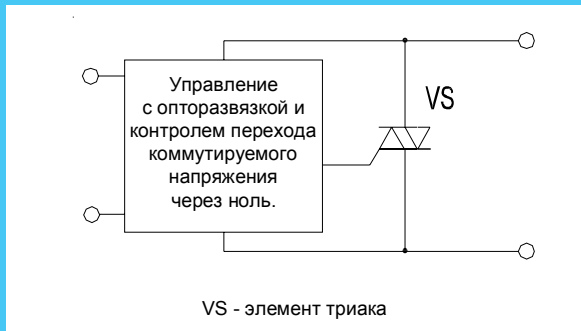 Управление
с опторазвязкой и
контролем перехода
коммутируемого
напряжения
через ноль.
VS
VS - элемент триака